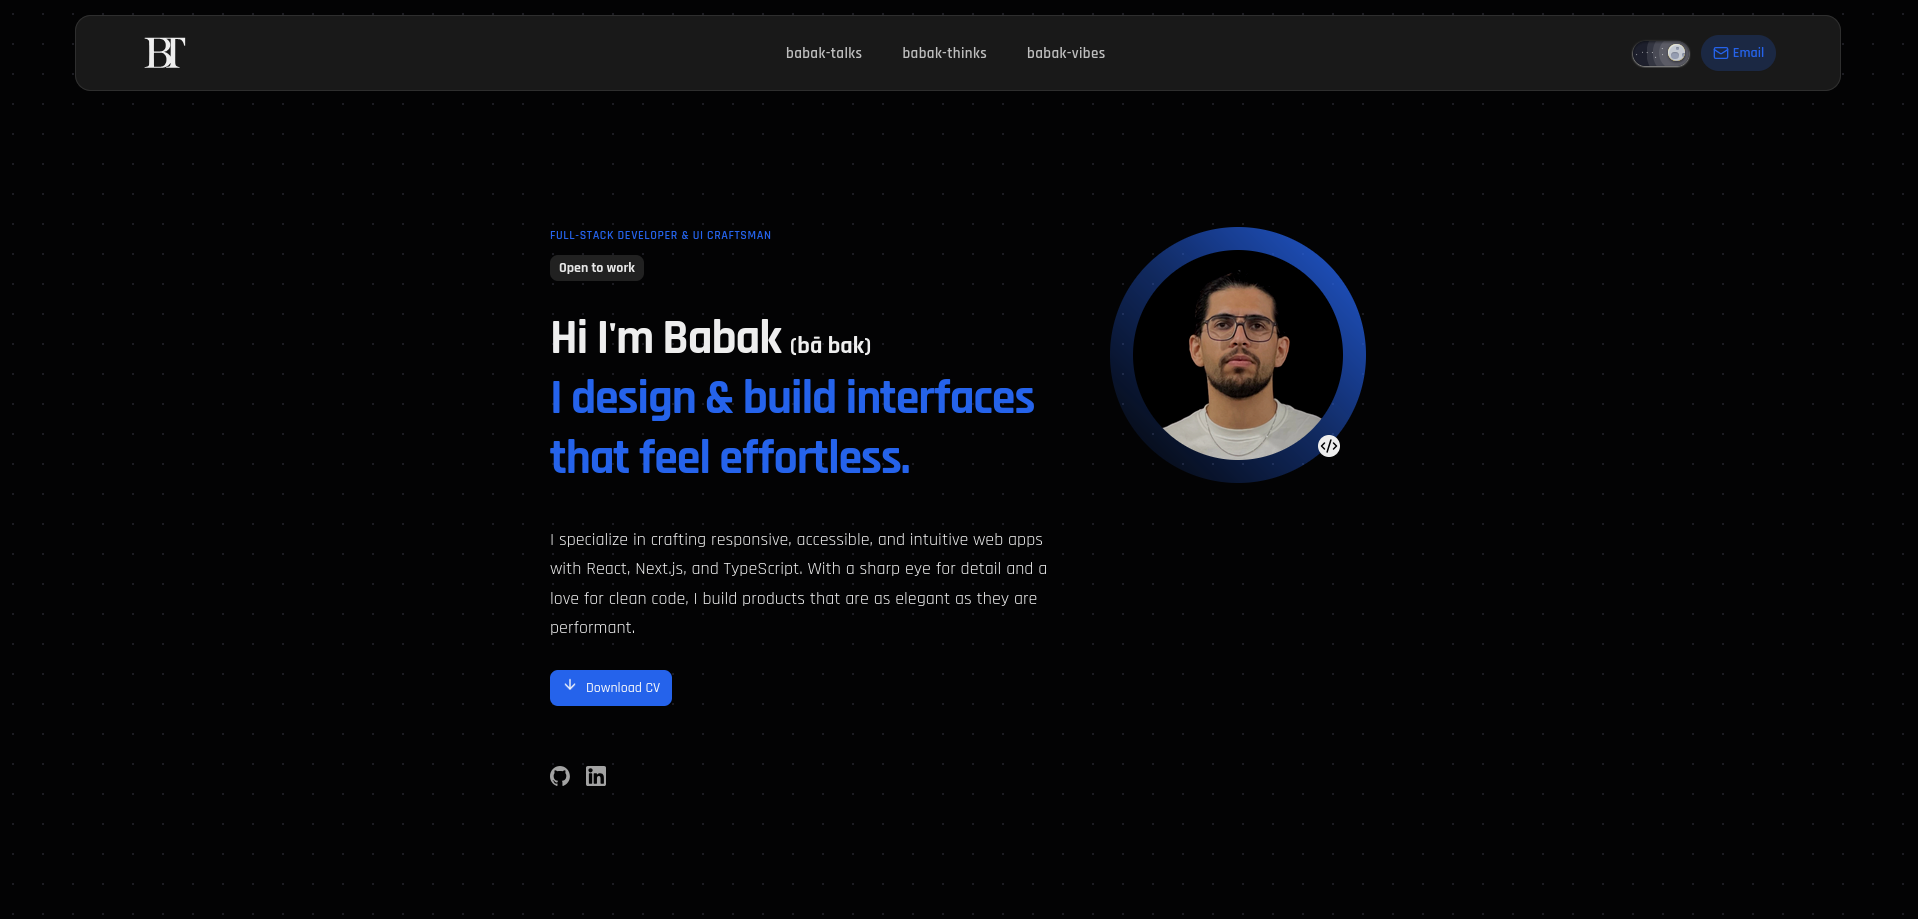 BT
babak-talks
babak-thinks
babak-vibes
Email
FULL-STACK DEVELOPER & UI CRAFTSMAN
Open to work
Hi I'm Babak (bā bak)
I design & build interfaces
that feel effortless.
I specialize in crafting responsive, accessible, and intuitive web apps
with React, Next.js, and TypeScript. With a sharp eye for detail and a
love for clean code, I build products that are as elegant as they are
performant.
Download CV
in